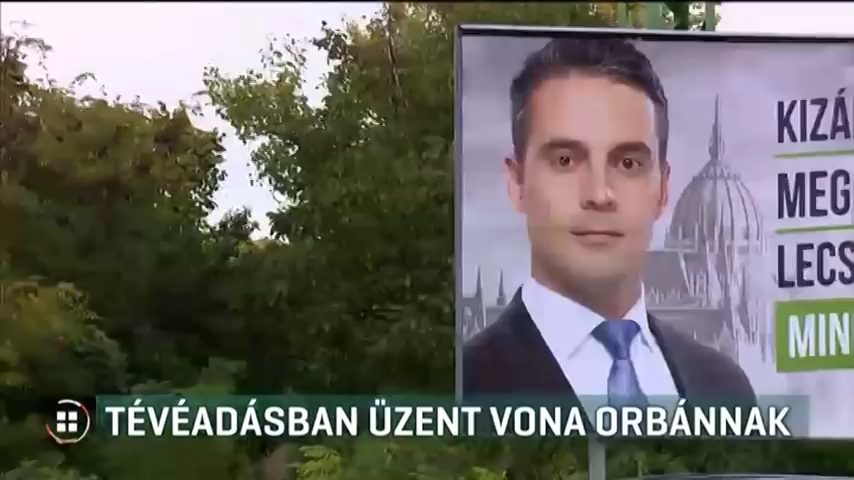 KIZÁ
MEG
LECS
MIN
TÉVÉADÁSBAN ÜZENT VONA ORBÁNNAK